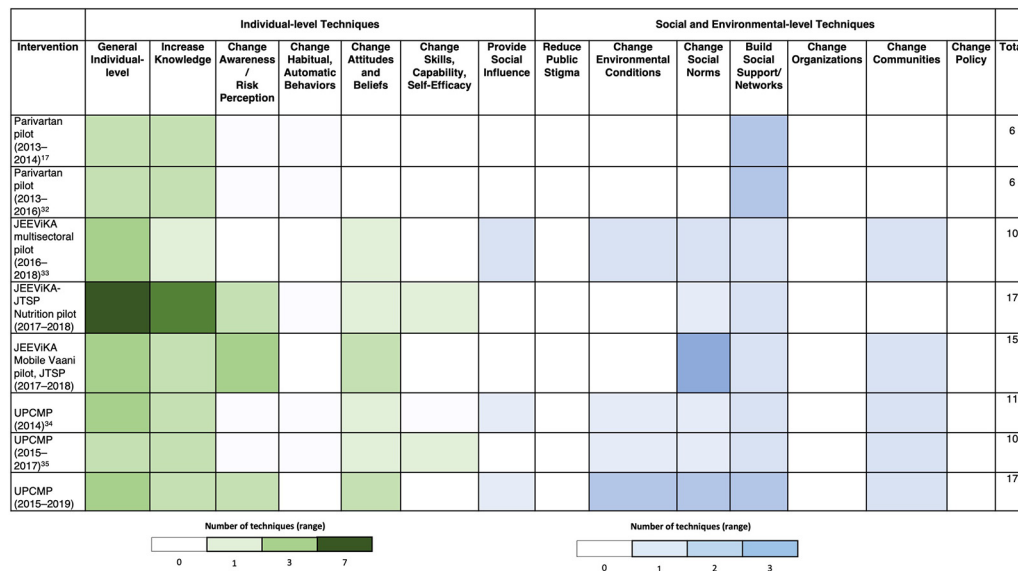 Individual-level Techniques
Social and Environmental-level Techniques
Intervention
General
Individual-
level
Increase
Knowledge
Change
Awareness
/
Risk
Perception
Change
Habitual,
Automatic
Behaviors
Change
Attitudes
and
Beliefs
Change
Skills,
Capability,
Self-Efficacy
Provide
Social
Influence
Reduce
Public
Stigma
Change
Environmental
Conditions
Change
Social
Norms
Build
Social
Support/
Networks
Change
Organizations
Change
Communities
Change
Policy
Parivartan
pilot
(2013–
2014)17
6
Parivartan
pilot
(2013–
2016)32
6
JEEViKA
multisectoral
pilot
(2016–
2018)33
10
JEEViKA-
JTSP
Nutrition pilot
(2017–2018)
17
JEEViKA
Mobile Vaani
pilot, JTSP
(2017–2018)
15
UPCMP
(2014)34
11
UPCMP
(2015–
2017)35
10
UPCMP
(2015–2019)
17
Number of techniques (range)
0 1 3 7
Number of techniques (range)
0 1 2 3